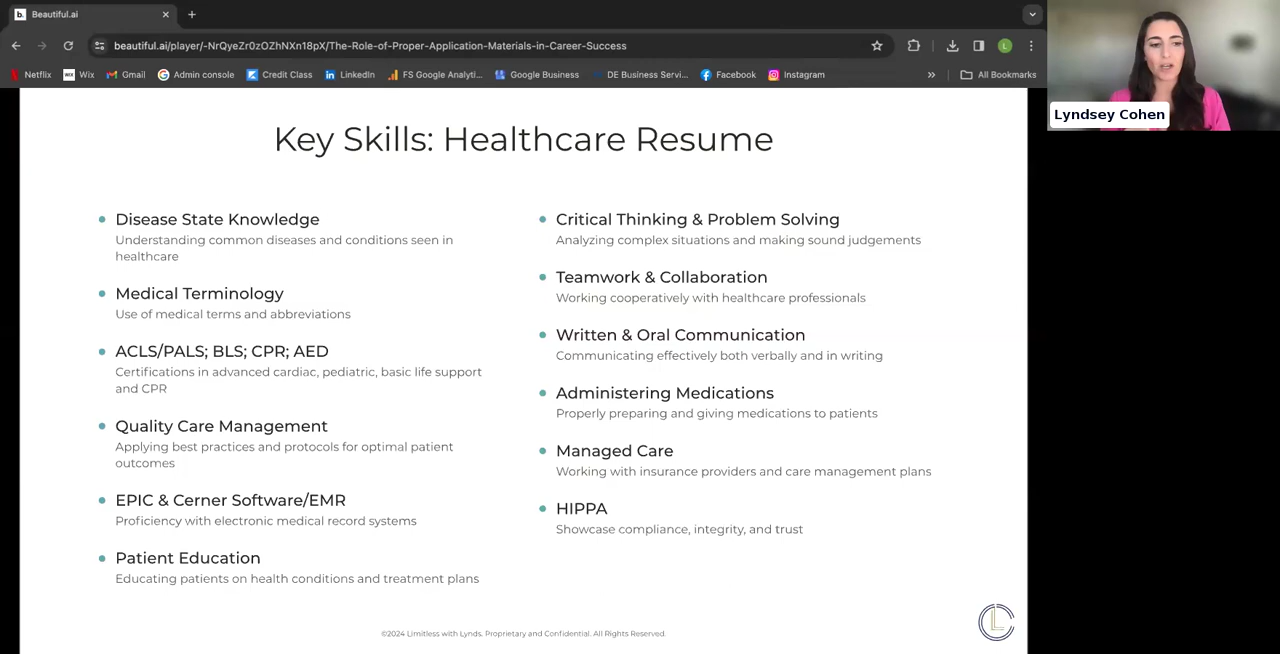 b. Beautiful.ai
beautiful.ai/player/-NrQyeZr0zOZhNXn18pX/The-Role-of-Proper-Application-Materials-in-Career-Success
L
Netflix WIX Wix Gmail Admin console Credit Class LinkedIn FS Google Analyti... Google Business DE Business Servi... Facebook Instagram » All Bookmarks
Lyndsey Cohen
Key Skills: Healthcare Resume
Disease State Knowledge
Understanding common diseases and conditions seen in
healthcare
Medical Terminology
Use of medical terms and abbreviations
ACLS/PALS; BLS; CPR; AED
Certifications in advanced cardiac, pediatric, basic life support
and CPR
Quality Care Management
Applying best practices and protocols for optimal patient
outcomes
EPIC & Cerner Software/EMR
Proficiency with electronic medical record systems
Patient Education
Educating patients on health conditions and treatment plans
Critical Thinking & Problem Solving
Analyzing complex situations and making sound judgements
Teamwork & Collaboration
Working cooperatively with healthcare professionals
Written & Oral Communication
Communicating effectively both verbally and in writing
Administering Medications
Properly preparing and giving medications to patients
Managed Care
Working with insurance providers and care management plans
HIPPA
Showcase compliance, integrity, and trust
©2024 Limitless with Lynds. Proprietary and Confidential. All Rights Reserved.